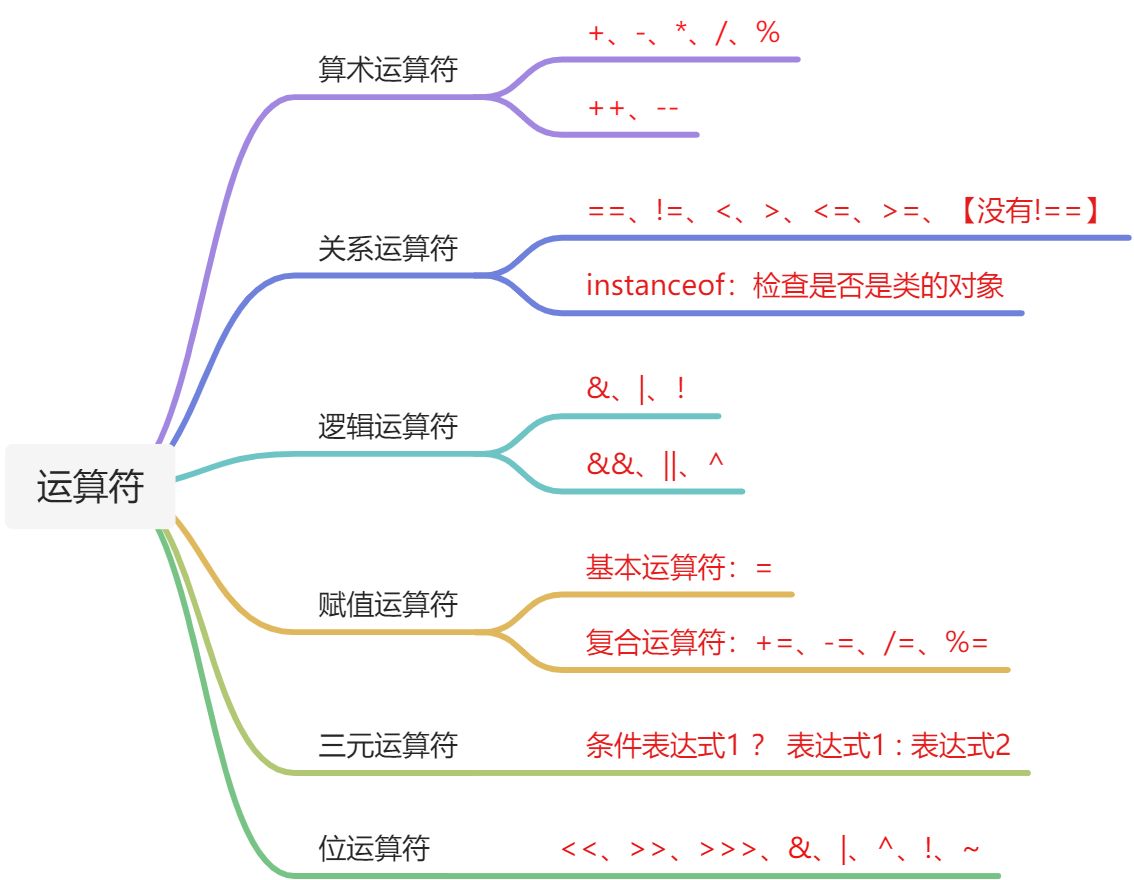 运算符
算术运算符
+、-、*、/、%
++、--
关系运算符
==、!=、<、>、<=、>=、【没有!==】
instanceof：检查是否是类的对象
逻辑运算符
&、|、!
&&、||、^
赋值运算符
基本运算符：=
复合运算符：+=、-=、/=、%=
三元运算符
条件表达式1 ？ 表达式1 : 表达式2
位运算符
<<、>>、>>>、&、|、^、!、~